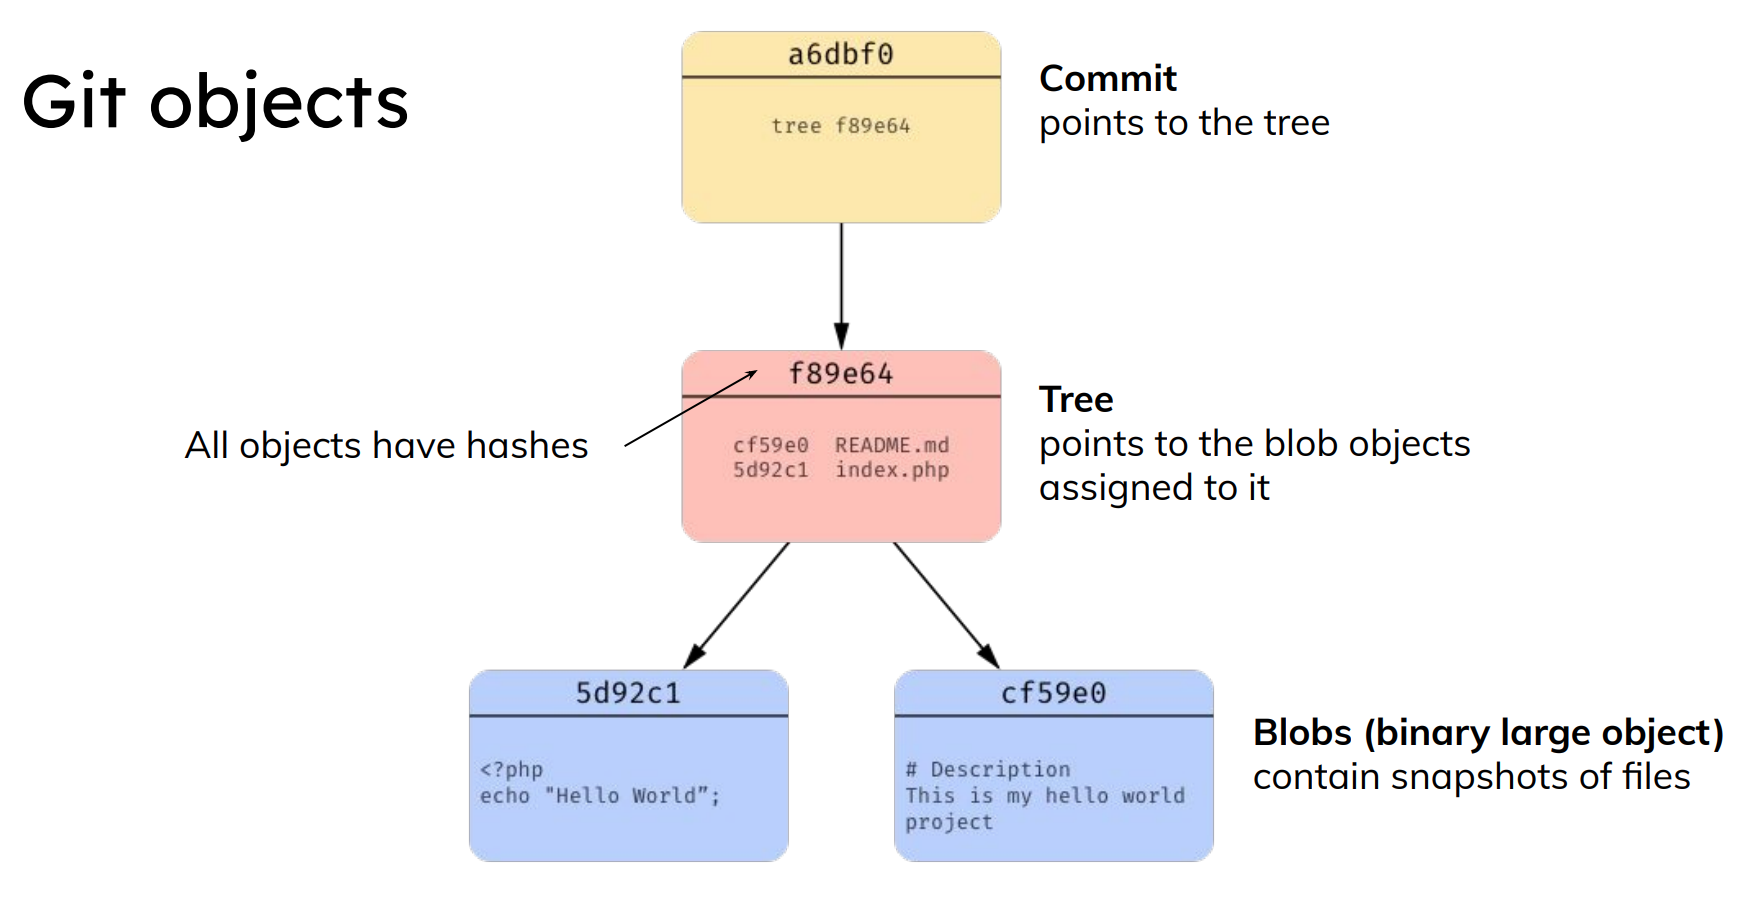 Git objects
a6dbf0
tree f89e64
Commit
points to the tree
f89e64
cf59e0 README.md
5d92c1 index.php
All objects have hashes
Tree
points to the blob objects
assigned to it
5d92c1
<?php
echo "Hello World”;
cf59e0
# Description
This is my hello world
project
Blobs (binary large object)
contain snapshots of files